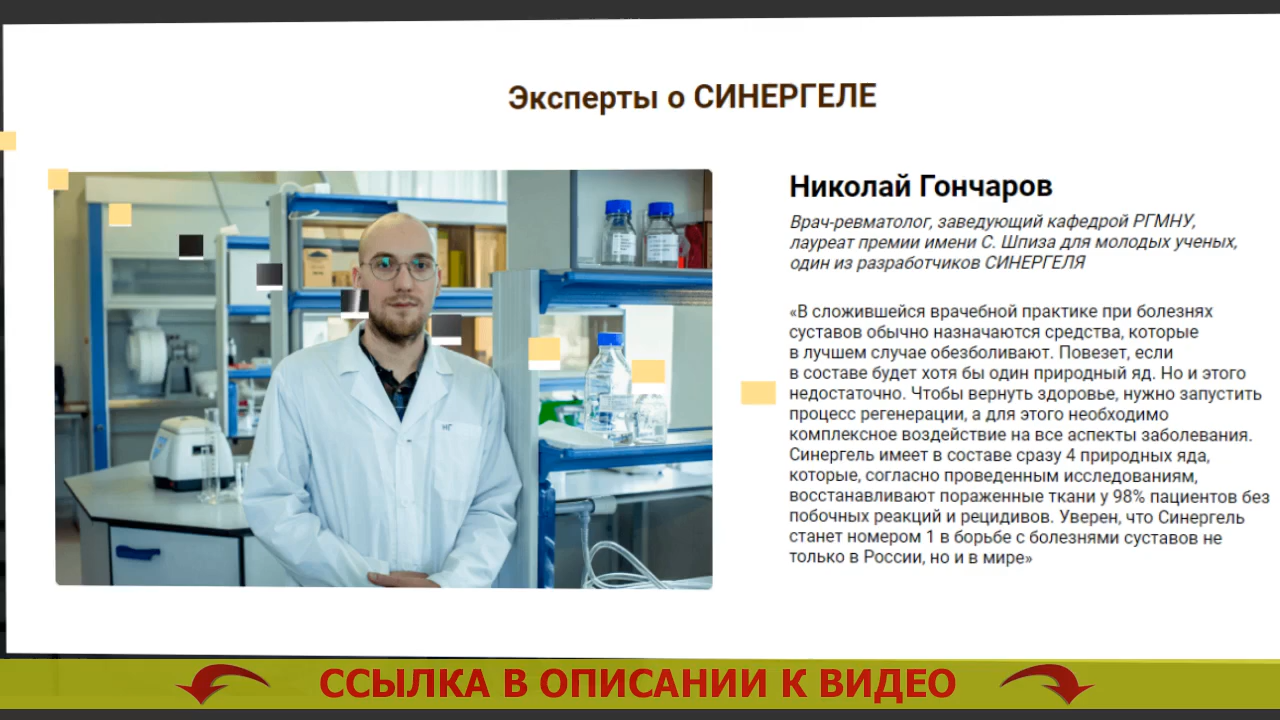 Эксперты о СИНЕРГЕЛЕ
Николай Гончаров
Врач-ревматолог, заведующий кафедрой РГМНУ,
лауреат премии имени С. Шпиза для молодых ученых,
один из разработчиков СИНЕРГЕЛЯ
«В сложившейся врачебной практике при болезнях
суставов обычно назначаются средства, которые
в лучшем случае обезболивают. Повезет, если
в составе будет хотя бы один природный яд. Но и этого
недостаточно. Чтобы вернуть здоровье, нужно запустить
процесс регенерации, а для этого необходимо
комплексное воздействие на все аспекты заболевания.
Синергель имеет в составе сразу 4 природных яда,
которые, согласно проведенным исследованиям,
восстанавливают пораженные ткани у 98% пациентов без
побочных реакций и рецидивов. Уверен, что Синергель
станет номером 1 в борьбе с болезнями суставов не
только в России, но и в мире»
НГ
ССЫЛКА В ОПИСАНИИ К ВИДЕО